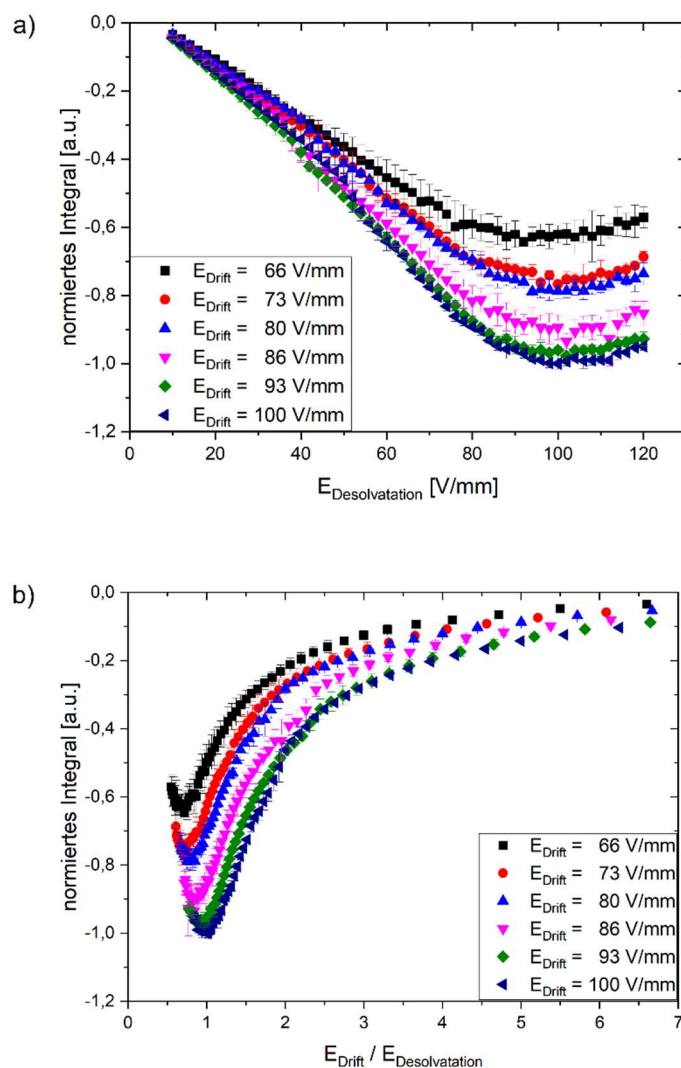 a)
0,0
-0,2
-0,4
-0,6
-0,8
-1,0
-1,2
normiertes Integral [a.u.]
E_Drift = 66 V/mm
E_Drift = 73 V/mm
E_Drift = 80 V/mm
E_Drift = 86 V/mm
E_Drift = 93 V/mm
E_Drift = 100 V/mm
0 20 40 60 80 100 120
E_Desolvatation [V/mm]
b)
0,0
-0,2
-0,4
-0,6
-0,8
-1,0
-1,2
normiertes Integral [a.u.]
E_Drift = 66 V/mm
E_Drift = 73 V/mm
E_Drift = 80 V/mm
E_Drift = 86 V/mm
E_Drift = 93 V/mm
E_Drift = 100 V/mm
0 1 2 3 4 5 6 7
E_Drift / E_Desolvatation